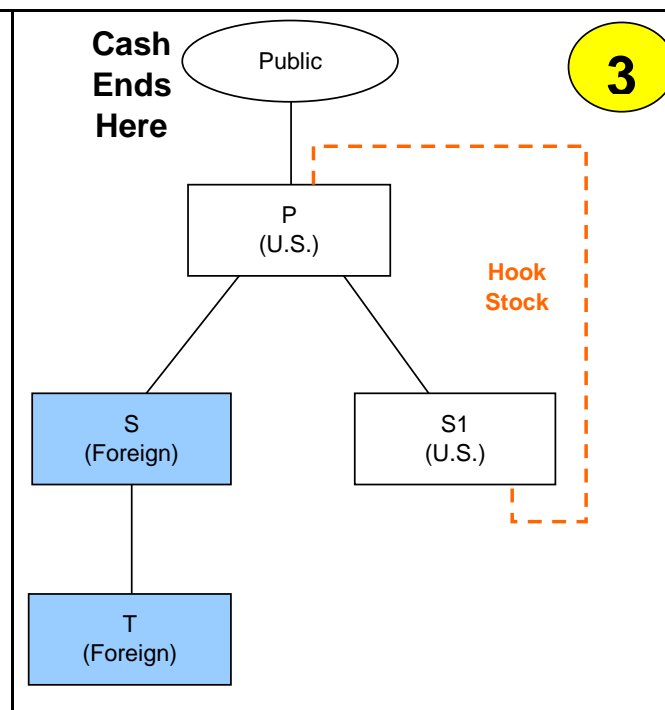 Cash
Ends
Here
Public
3
P
(U.S.)
Hook
Stock
S
(Foreign)
S1
(U.S.)
T
(Foreign)